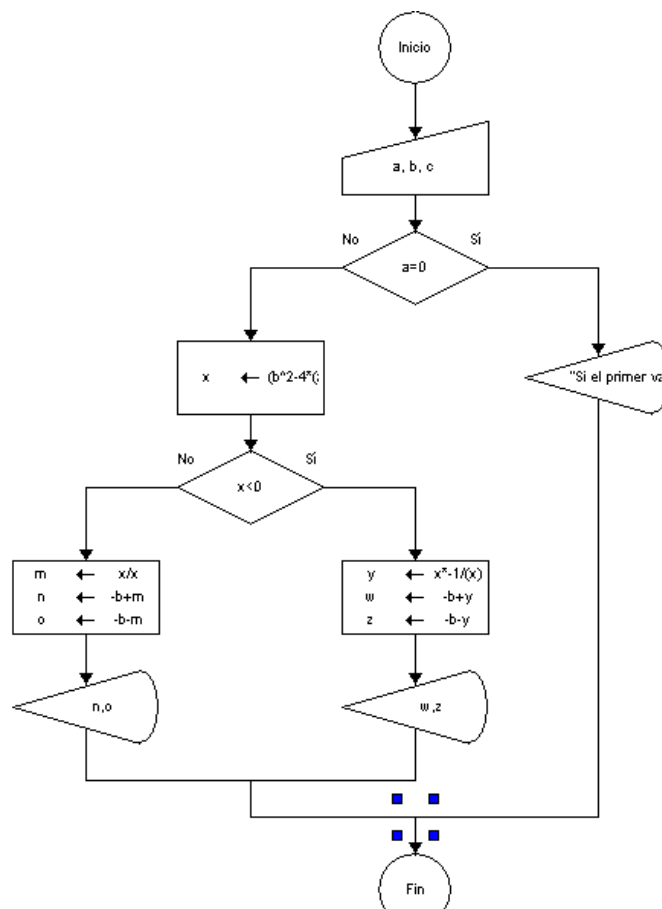 Inicio
a, b, c
No
Sí
a=0
x ← (b^2-4*(
"Si el primer va
No
Sí
x<0
m ← x/x
n ← -b+m
o ← -b-m
y ← x*-1/(x)
w ← -b+y
z ← -b-y
n,o
w,z
Fin